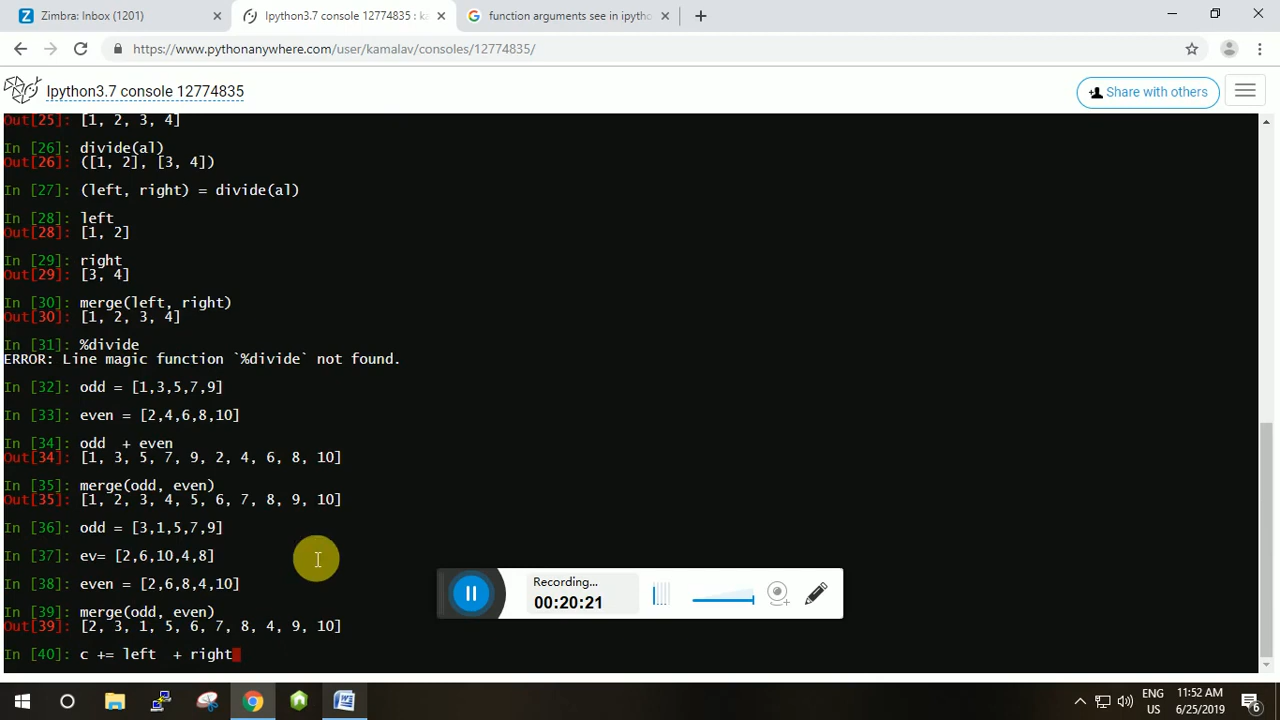 Zimbra: Inbox (1201)
Ipython3.7 console 12774835 : ka
function arguments see in ipytho
https://www.pythonanywhere.com/user/kamalav/consoles/12774835/
Ipython3.7 console 12774835
Share with others
Out[25]: [1, 2, 3, 4]
In [26]: divide(al)
Out[26]: ([1, 2], [3, 4])
In [27]: (left, right) = divide(al)
In [28]: left
Out[28]: [1, 2]
In [29]: right
Out[29]: [3, 4]
In [30]: merge(left, right)
Out[30]: [1, 2, 3, 4]
In [31]: %divide
ERROR: Line magic function `%divide` not found.
In [32]: odd = [1,3,5,7,9]
In [33]: even = [2,4,6,8,10]
In [34]: odd  + even
Out[34]: [1, 3, 5, 7, 9, 2, 4, 6, 8, 10]
In [35]: merge(odd, even)
Out[35]: [1, 2, 3, 4, 5, 6, 7, 8, 9, 10]
In [36]: odd = [3,1,5,7,9]
In [37]: ev= [2,6,10,4,8]
In [38]: even = [2,6,8,4,10]
In [39]: merge(odd, even)
Out[39]: [2, 3, 1, 5, 6, 7, 8, 4, 9, 10]
In [40]: c += left  + right
Recording...
00:20:21
ENG
US
11:52 AM
6/25/2019
6